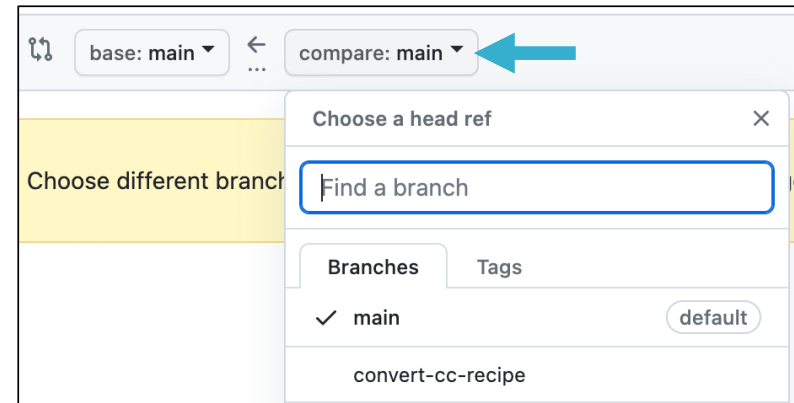 base: main
← ...
compare: main
Choose a head ref
Choose different branch
Find a branch
Branches
Tags
main
default
convert-cc-recipe